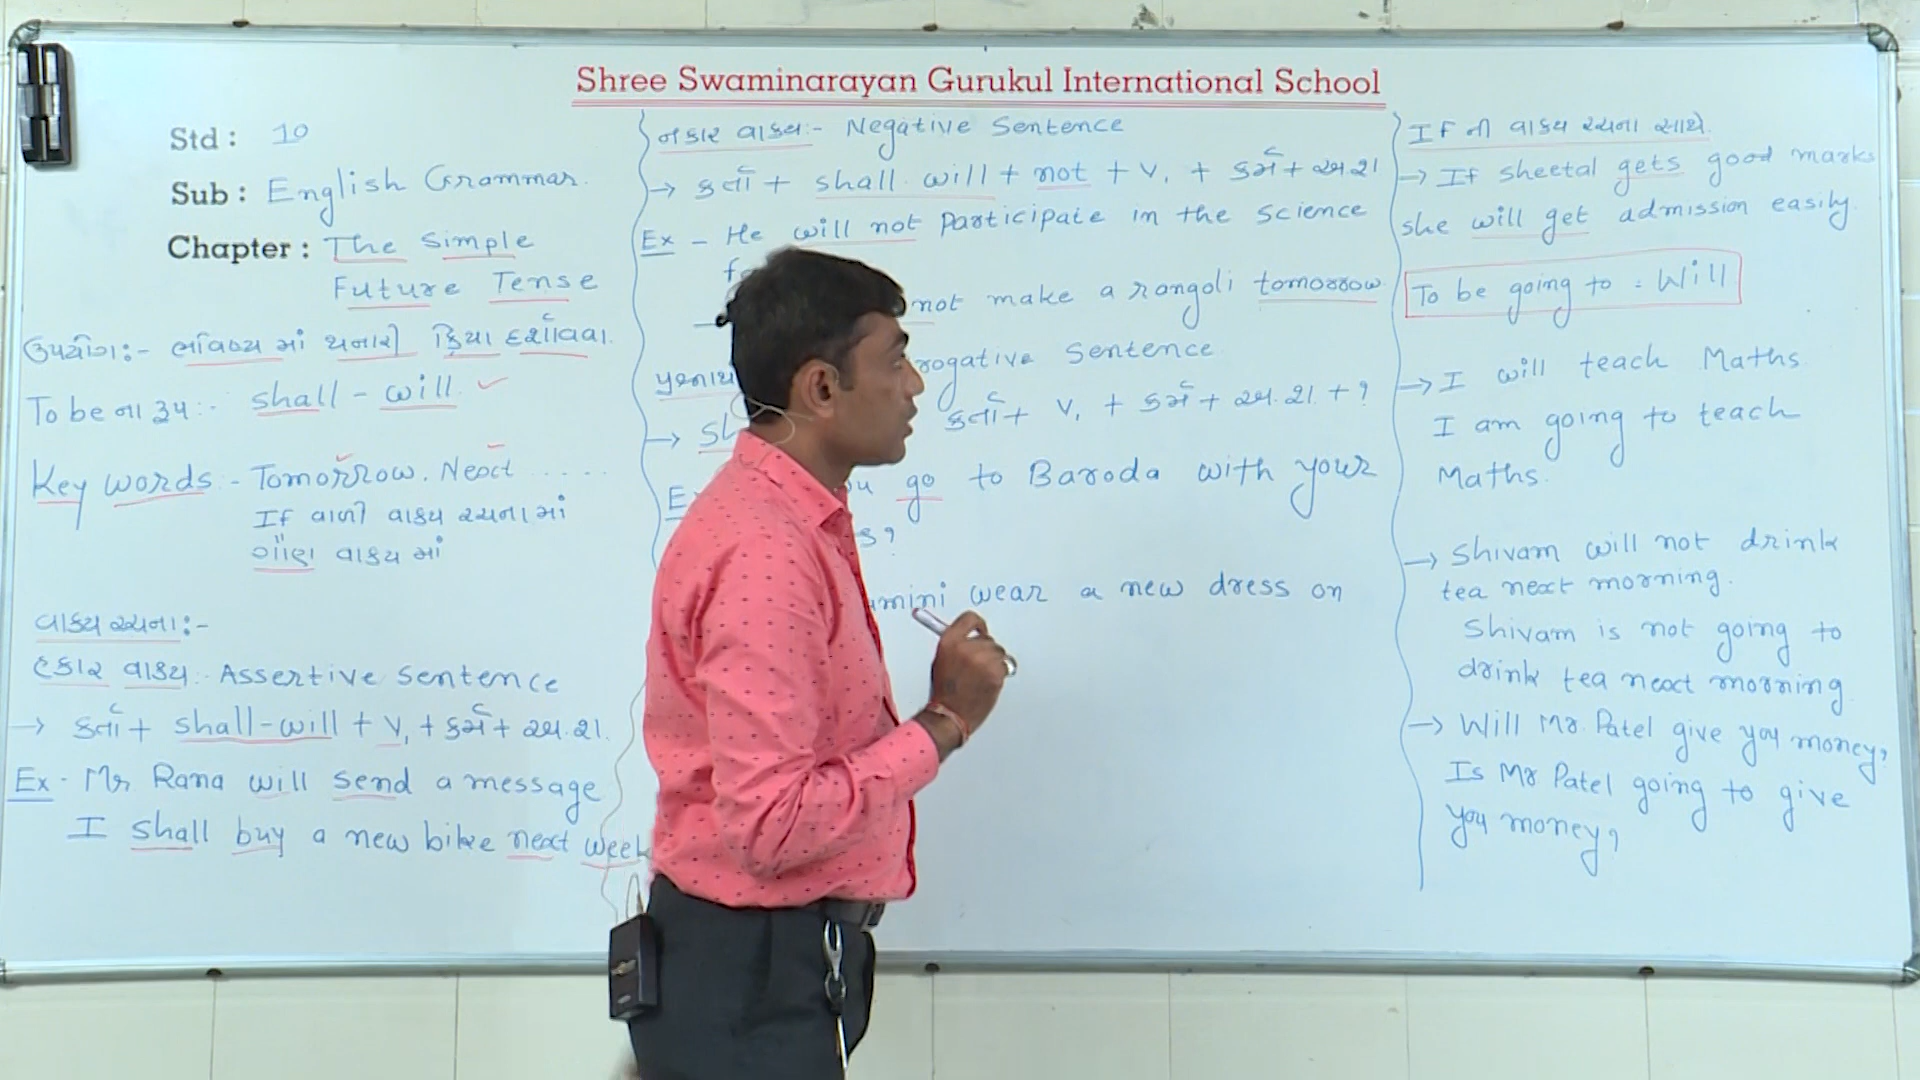 Shree Swaminarayan Gurukul International School
Std : 10
Sub : English Grammar.
Chapter : The Simple
Future Tense
ઉપયોગ:- ભવિષ્ય માં થનારી ક્રિયા દર્શાવવા.
To be ના રૂપ:- shall - will
Key words:- Tomorrow. Next .....
If વાળી વાક્ય રચનામાં
ગૌણ વાક્ય માં
વાક્ય રચના:-
હકાર વાક્ય:- Assertive Sentence
→ કર્તા + shall-will + V1 + કર્મ + અ.શ.
Ex - Mr Rana will send a message
I shall buy a new bike next week
નકાર વાક્ય:- Negative Sentence
→ કર્તા + shall will + not + V1 + કર્મ + અ.શ
Ex - He will not participate in the science
not make a rangoli tomorrow
rogative Sentence
→ કર્તા + V1 + કર્મ + અ.શ. + ?
go to Baroda with your
?
mini wear a new dress on
If ની વાક્ય રચના સાથે.
→ If sheetal gets good marks
she will get admission easily.
To be going to = Will
→ I will teach Maths
I am going to teach
Maths.
→ Shivam will not drink
tea next morning.
Shivam is not going to
drink tea next morning.
→ Will Mr. Patel give you money?
Is Mr Patel going to give
you money?